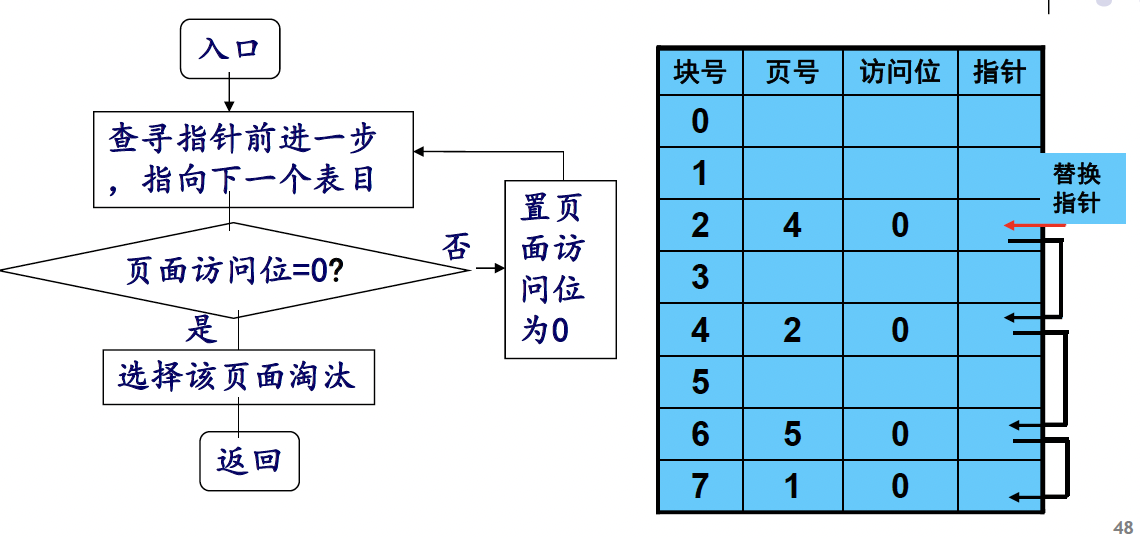 入口
查寻指针前进一步
，指向下一个表目
页面访问位=0?
否
置页
面访
问位
为0
是
选择该页面淘汰
返回
块号 页号 访问位 指针
0
1
2 4 0
3
4 2 0
5
6 5 0
7 1 0
替换
指针
48